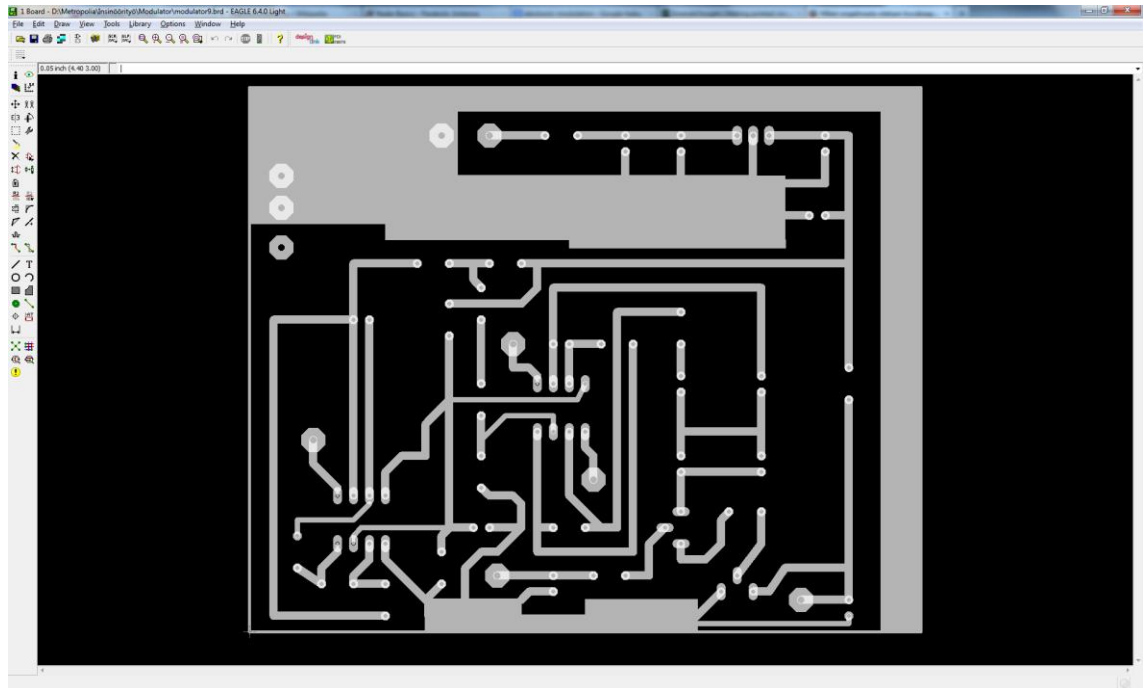 1 Board - D:\Metropolia\Insinöörityö\Modulator\modulator9.brd - EAGLE 6.4.0 Light
File Edit Draw View Tools Library Options Window Help
0.05 inch (4.40 3.00)